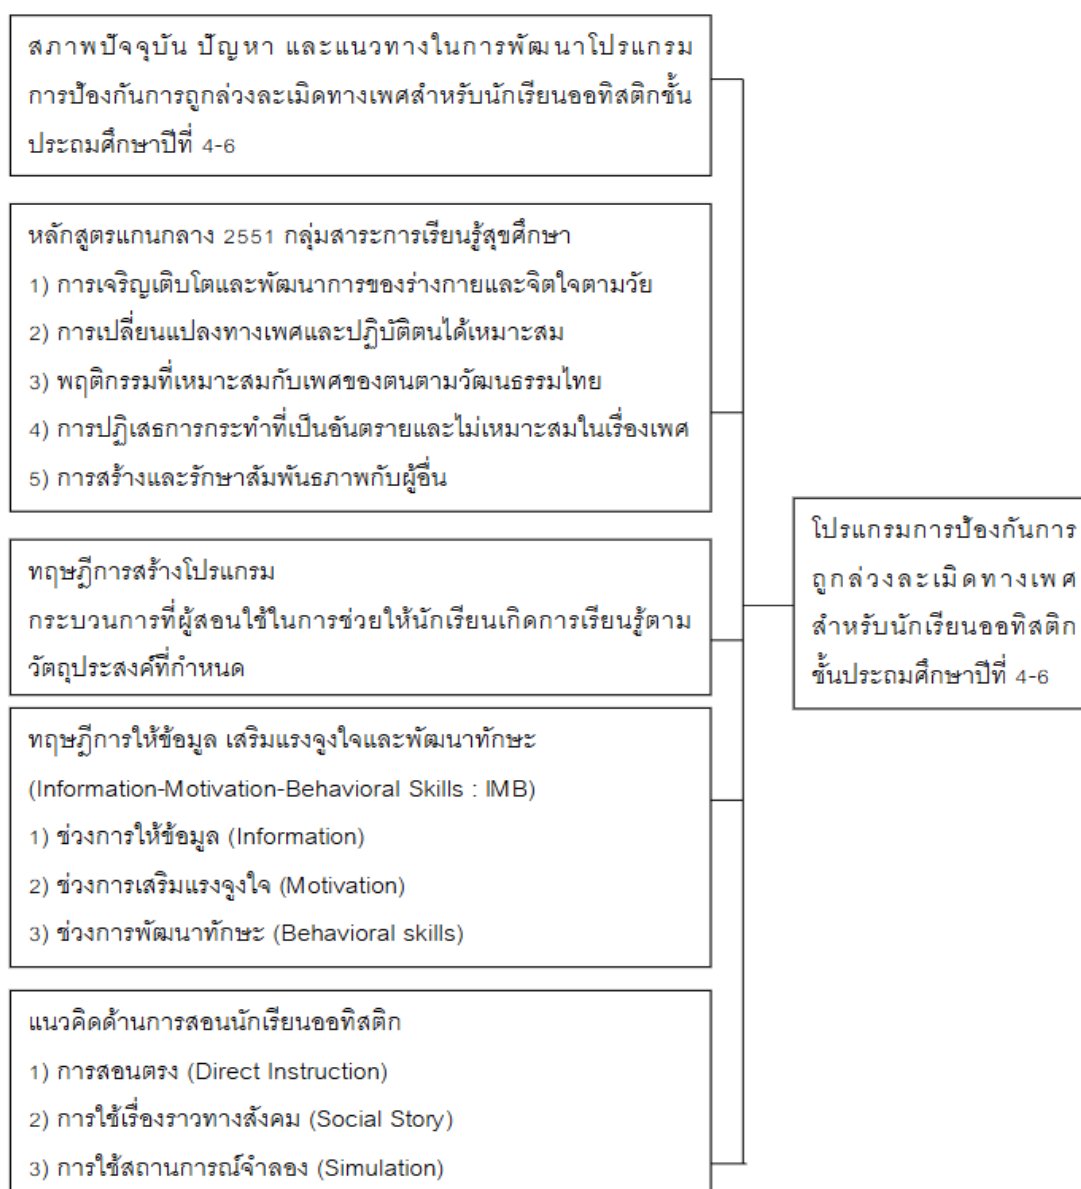 สภาพปัจจุบัน ปัญหา และแนวทางในการพัฒนาโปรแกรม
การป้องกันการถูกล่วงละเมิดทางเพศสำหรับนักเรียนออทิสติกชั้น
ประถมศึกษาปีที่ 4-6
หลักสูตรแกนกลาง 2551 กลุ่มสาระการเรียนรู้สุขศึกษา
1) การเจริญเติบโตและพัฒนาการของร่างกายและจิตใจตามวัย
2) การเปลี่ยนแปลงทางเพศและปฏิบัติตนได้เหมาะสม
3) พฤติกรรมที่เหมาะสมกับเพศของตนตามวัฒนธรรมไทย
4) การปฏิเสธการกระทำที่เป็นอันตรายและไม่เหมาะสมในเรื่องเพศ
5) การสร้างและรักษาสัมพันธภาพกับผู้อื่น
ทฤษฎีการสร้างโปรแกรม
กระบวนการที่ผู้สอนใช้ในการช่วยให้นักเรียนเกิดการเรียนรู้ตาม
วัตถุประสงค์ที่กำหนด
ทฤษฎีการให้ข้อมูล เสริมแรงจูงใจและพัฒนาทักษะ
(Information-Motivation-Behavioral Skills : IMB)
1) ช่วงการให้ข้อมูล (Information)
2) ช่วงการเสริมแรงจูงใจ (Motivation)
3) ช่วงการพัฒนาทักษะ (Behavioral skills)
แนวคิดด้านการสอนนักเรียนออทิสติก
1) การสอนตรง (Direct Instruction)
2) การใช้เรื่องราวทางสังคม (Social Story)
3) การใช้สถานการณ์จำลอง (Simulation)
โปรแกรมการป้องกันการ
ถูกล่วงละเมิดทางเพศ
สำหรับนักเรียนออทิสติก
ชั้นประถมศึกษาปีที่ 4-6